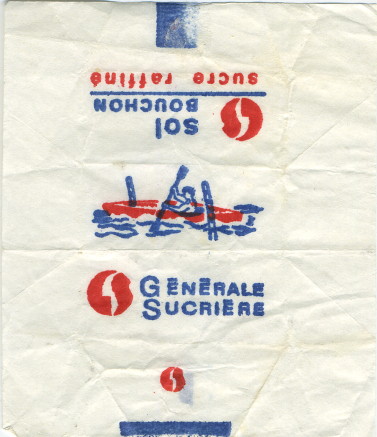 sol
BOUCHON
sucre raffiné
GÉNÉRALE
SUCRIÈRE